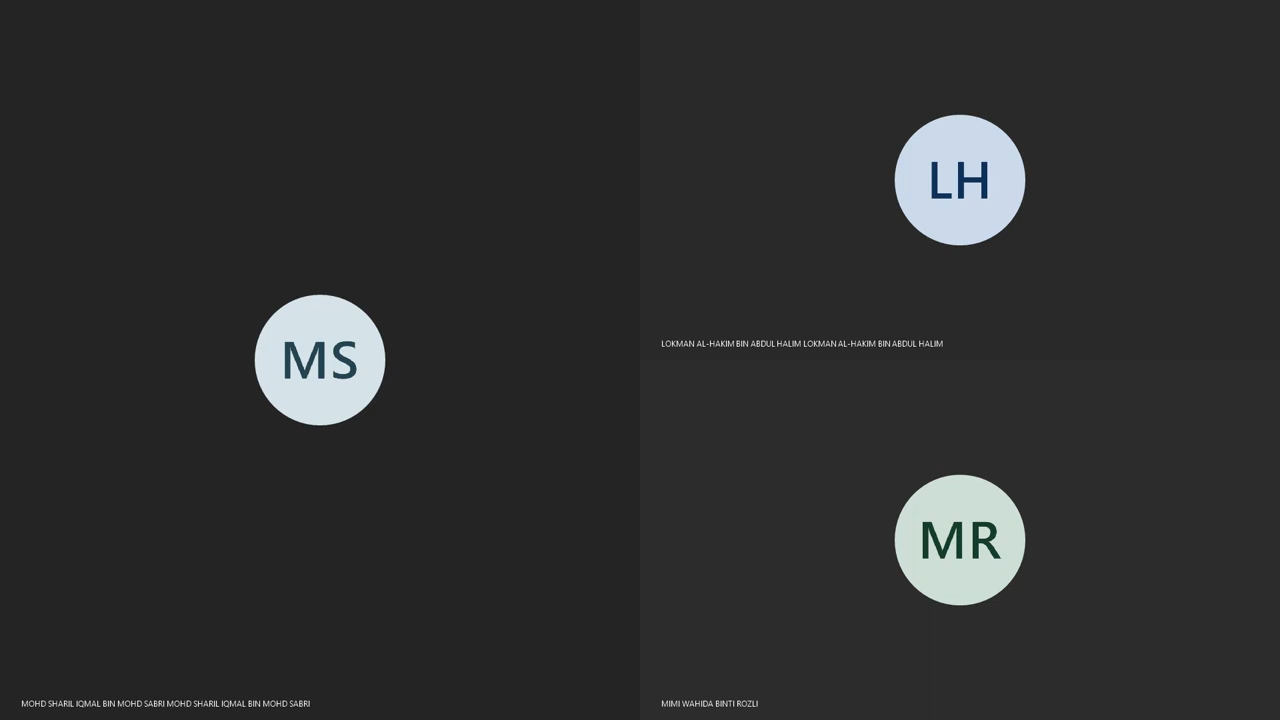 MS
MOHD SHARIL IQMAL BIN MOHD SABRI MOHD SHARIL IQMAL BIN MOHD SABRI
LH
LOKMAN AL-HAKIM BIN ABDUL HALIM LOKMAN AL-HAKIM BIN ABDUL HALIM
MR
MIMI WAHIDA BINTI ROZLI